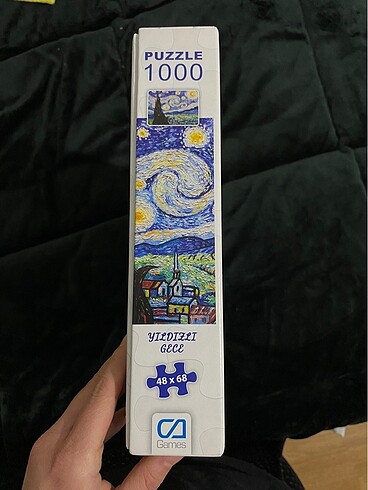 PUZZLE
1000
YILDIZLI
GECE
48 x 68
CA
Games